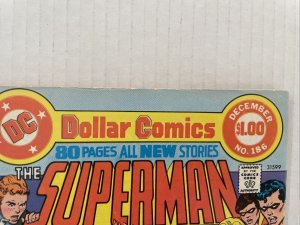 DC
Dollar Comics
DECEMBER
$1.00
NO. 186
80 PAGES ALL NEW STORIES
31599
THE
SUPERMAN
APPROVED
BY THE
COMICS
CODE
AUTHORITY